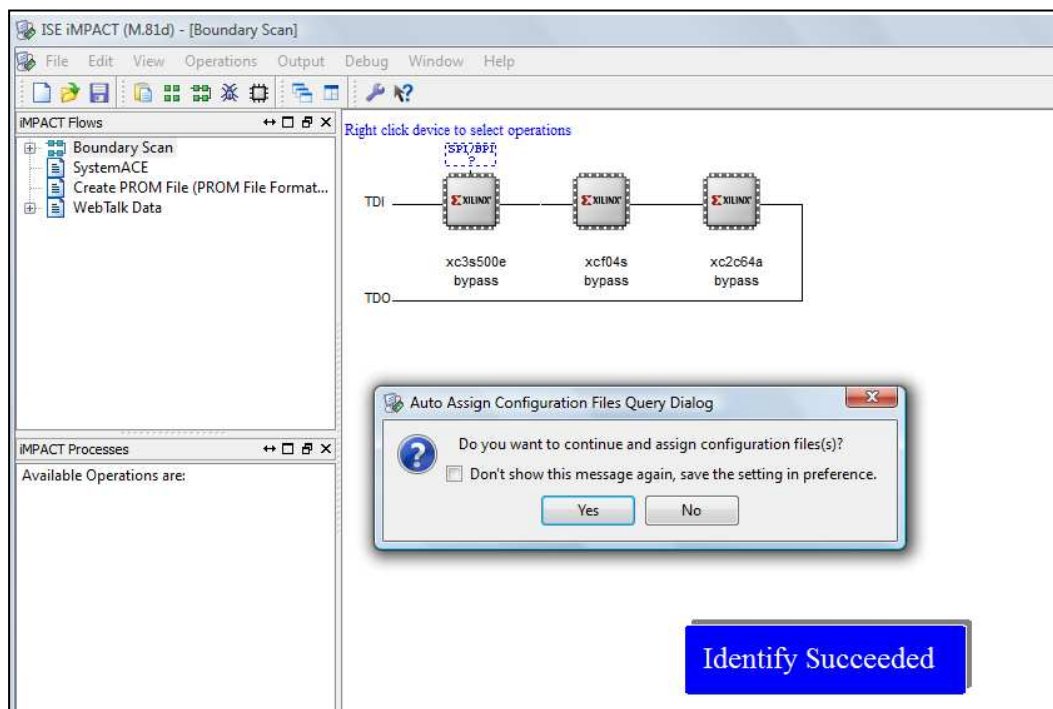 ISE iMPACT (M.81d) - [Boundary Scan]
File Edit View Operations Output Debug Window Help
iMPACT Flows
Boundary Scan
SystemACE
Create PROM File (PROM File Format...
WebTalk Data
iMPACT Processes
Available Operations are:
Right click device to select operations
SPI/BPI
?
TDI
XILINX XILINX XILINX
xc3s500e xcf04s xc2c64a
bypass bypass bypass
TDO
Auto Assign Configuration Files Query Dialog
Do you want to continue and assign configuration files(s)?
Don't show this message again, save the setting in preference.
Yes No
Identify Succeeded